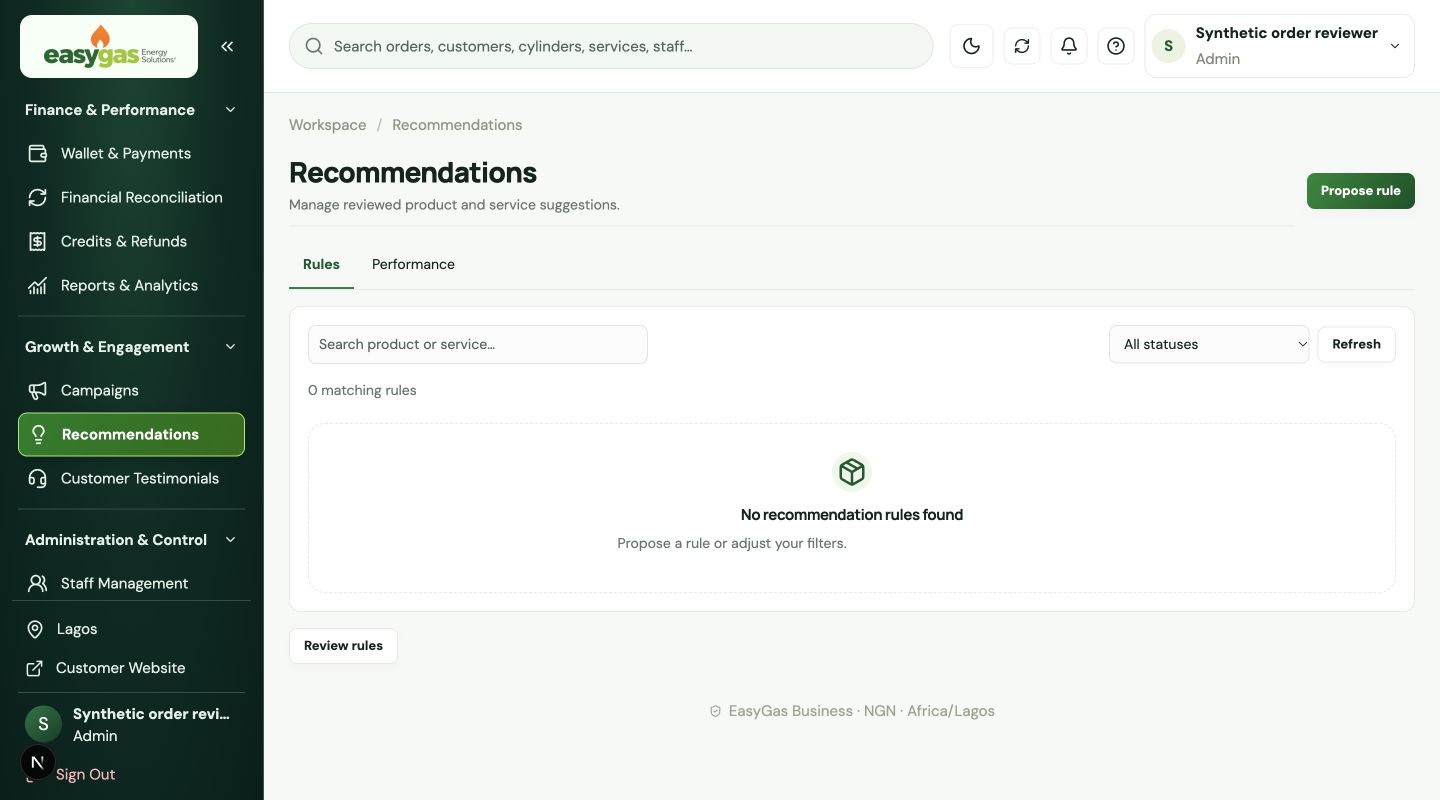 easygas Energy Solutions
Finance & Performance
Wallet & Payments
Financial Reconciliation
Credits & Refunds
Reports & Analytics
Growth & Engagement
Campaigns
Recommendations
Customer Testimonials
Administration & Control
Staff Management
Lagos
Customer Website
S
Synthetic order revi...
Admin
N
Sign Out
Search orders, customers, cylinders, services, staff...
S
Synthetic order reviewer
Admin
Workspace / Recommendations
Recommendations
Manage reviewed product and service suggestions.
Propose rule
Rules
Performance
Search product or service...
All statuses
Refresh
0 matching rules
No recommendation rules found
Propose a rule or adjust your filters.
Review rules
EasyGas Business · NGN · Africa/Lagos